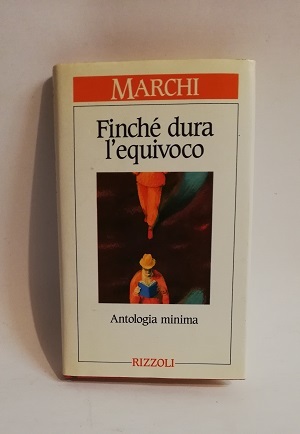 MARCHI
Finché dura
l'equivoco
Antologia minima
RIZZOLI